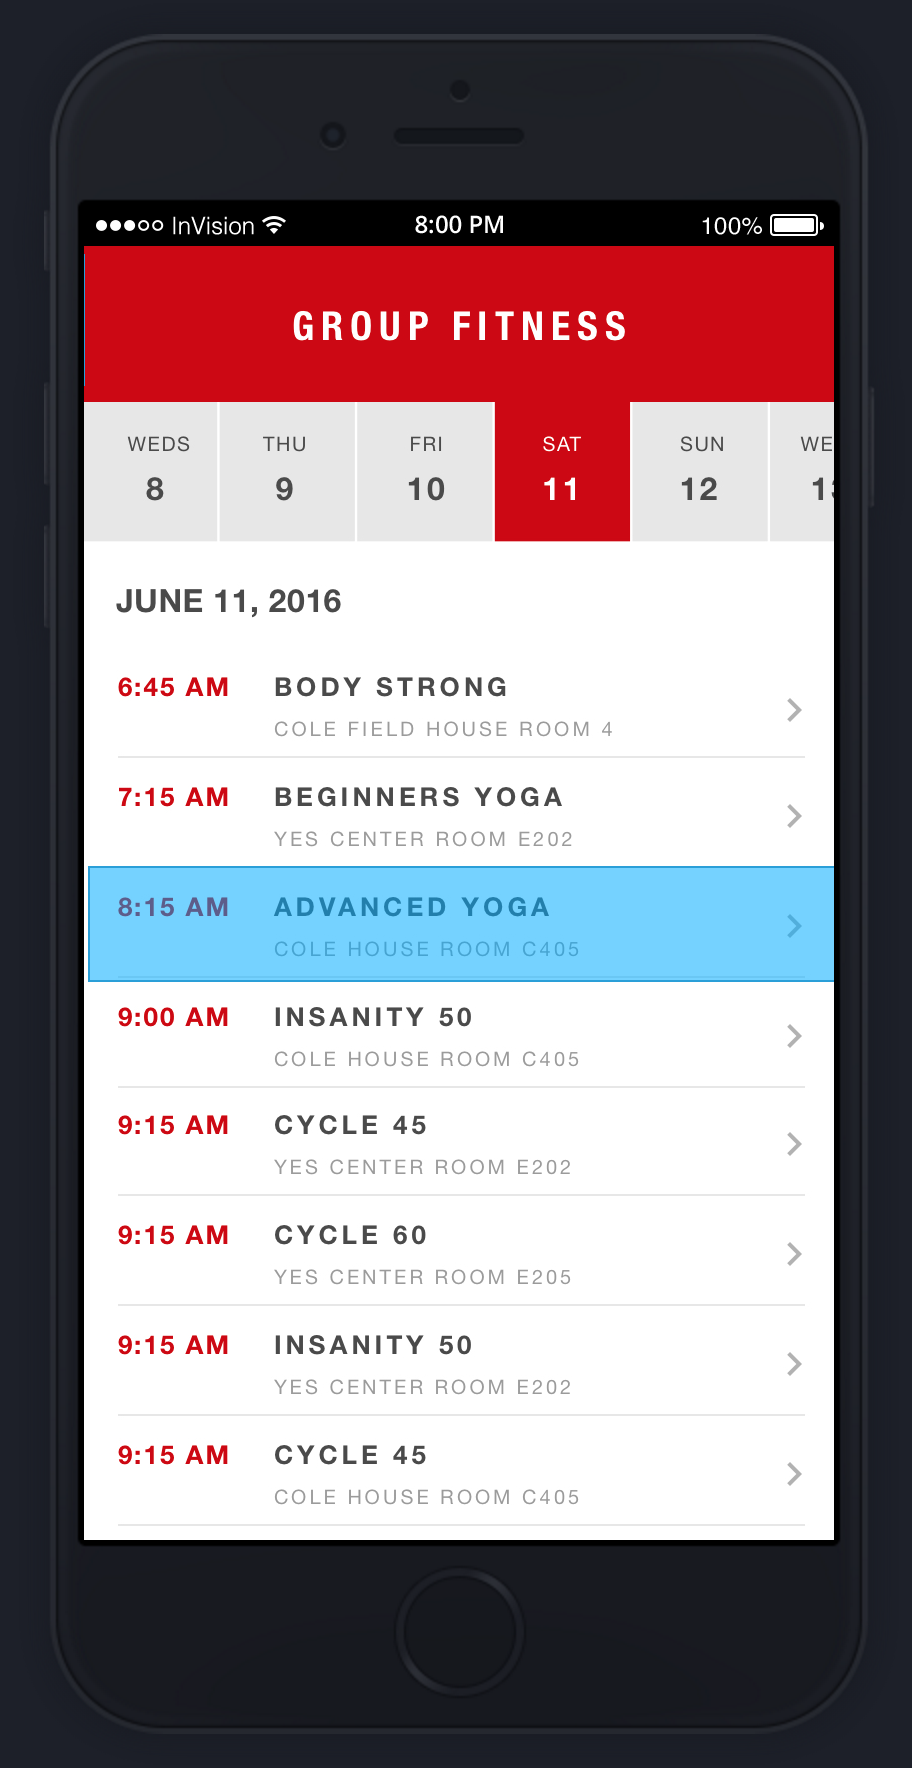 InVision 8:00 PM 100%
GROUP FITNESS
WEDS THU FRI SAT SUN WE
8 9 10 11 12
JUNE 11, 2016
6:45 AM BODY STRONG
COLE FIELD HOUSE ROOM 4
7:15 AM BEGINNERS YOGA
YES CENTER ROOM E202
8:15 AM ADVANCED YOGA
COLE HOUSE ROOM C405
9:00 AM INSANITY 50
COLE HOUSE ROOM C405
9:15 AM CYCLE 45
YES CENTER ROOM E202
9:15 AM CYCLE 60
YES CENTER ROOM E205
9:15 AM INSANITY 50
YES CENTER ROOM E202
9:15 AM CYCLE 45
COLE HOUSE ROOM C405